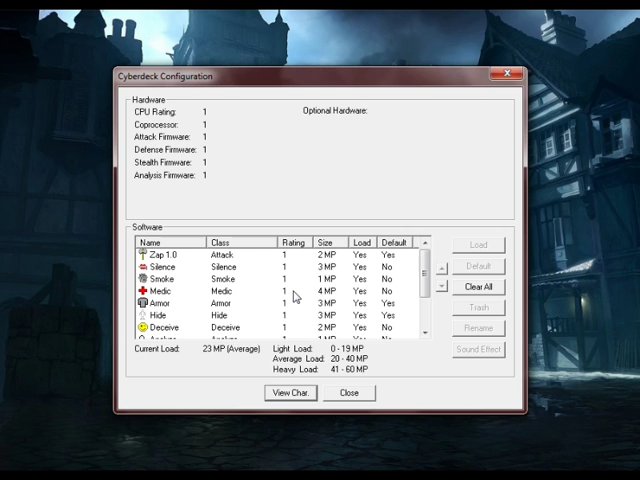 Cyberdeck Configuration
Hardware
CPU Rating: 1
Optional Hardware:
Coprocessor: 1
Attack Firmware: 1
Defense Firmware: 1
Stealth Firmware: 1
Analysis Firmware: 1
Software
Name Class Rating Size Load Default
Zap 1.0 Attack 1 2 MP Yes Yes
Silence Silence 1 3 MP Yes No
Smoke Smoke 1 3 MP Yes No
Medic Medic 1 4 MP Yes No
Armor Armor 1 3 MP Yes Yes
Hide Hide 1 3 MP Yes Yes
Deceive Deceive 1 2 MP Yes No
Load
Default
Clear All
Trash
Rename
Sound Effect
Current Load: 23 MP (Average)
Light Load: 0 - 19 MP
Average Load: 20 - 40 MP
Heavy Load: 41 - 60 MP
View Char.
Close